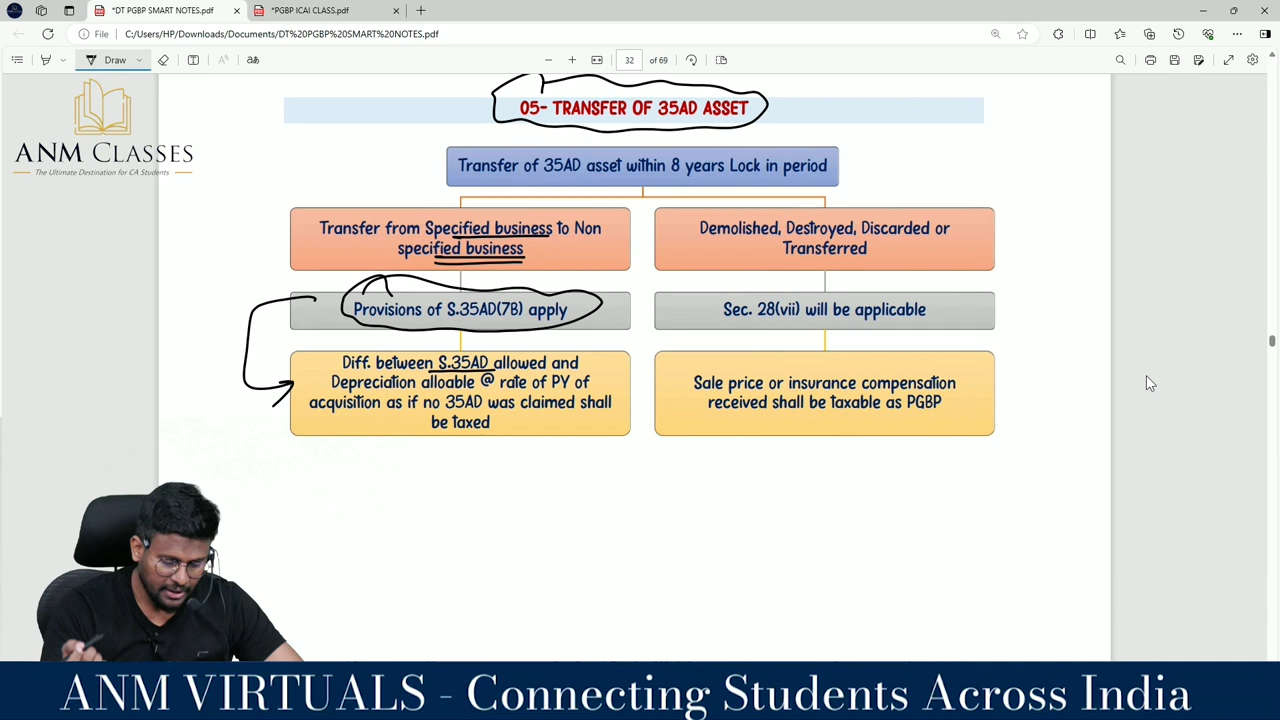 *DT PGBP SMART NOTES.pdf
*PGBP ICAI CLASS.pdf
File
C:/Users/HP/Downloads/Documents/DT%20PGBP%20SMART%20NOTES.pdf
Draw
32 of 69
ANM CLASSES
The Ultimate Destination for CA Students
05- TRANSFER OF 35AD ASSET
Transfer of 35AD asset within 8 years Lock in period
Transfer from Specified business to Non
specified business
Demolished, Destroyed, Discarded or
Transferred
Provisions of S.35AD(7B) apply
Sec. 28(vii) will be applicable
Diff. between S.35AD allowed and
Depreciation alloable @ rate of PY of
acquisition as if no 35AD was claimed shall
be taxed
Sale price or insurance compensation
received shall be taxable as PGBP
ANM VIRTUALS - Connecting Students Across India